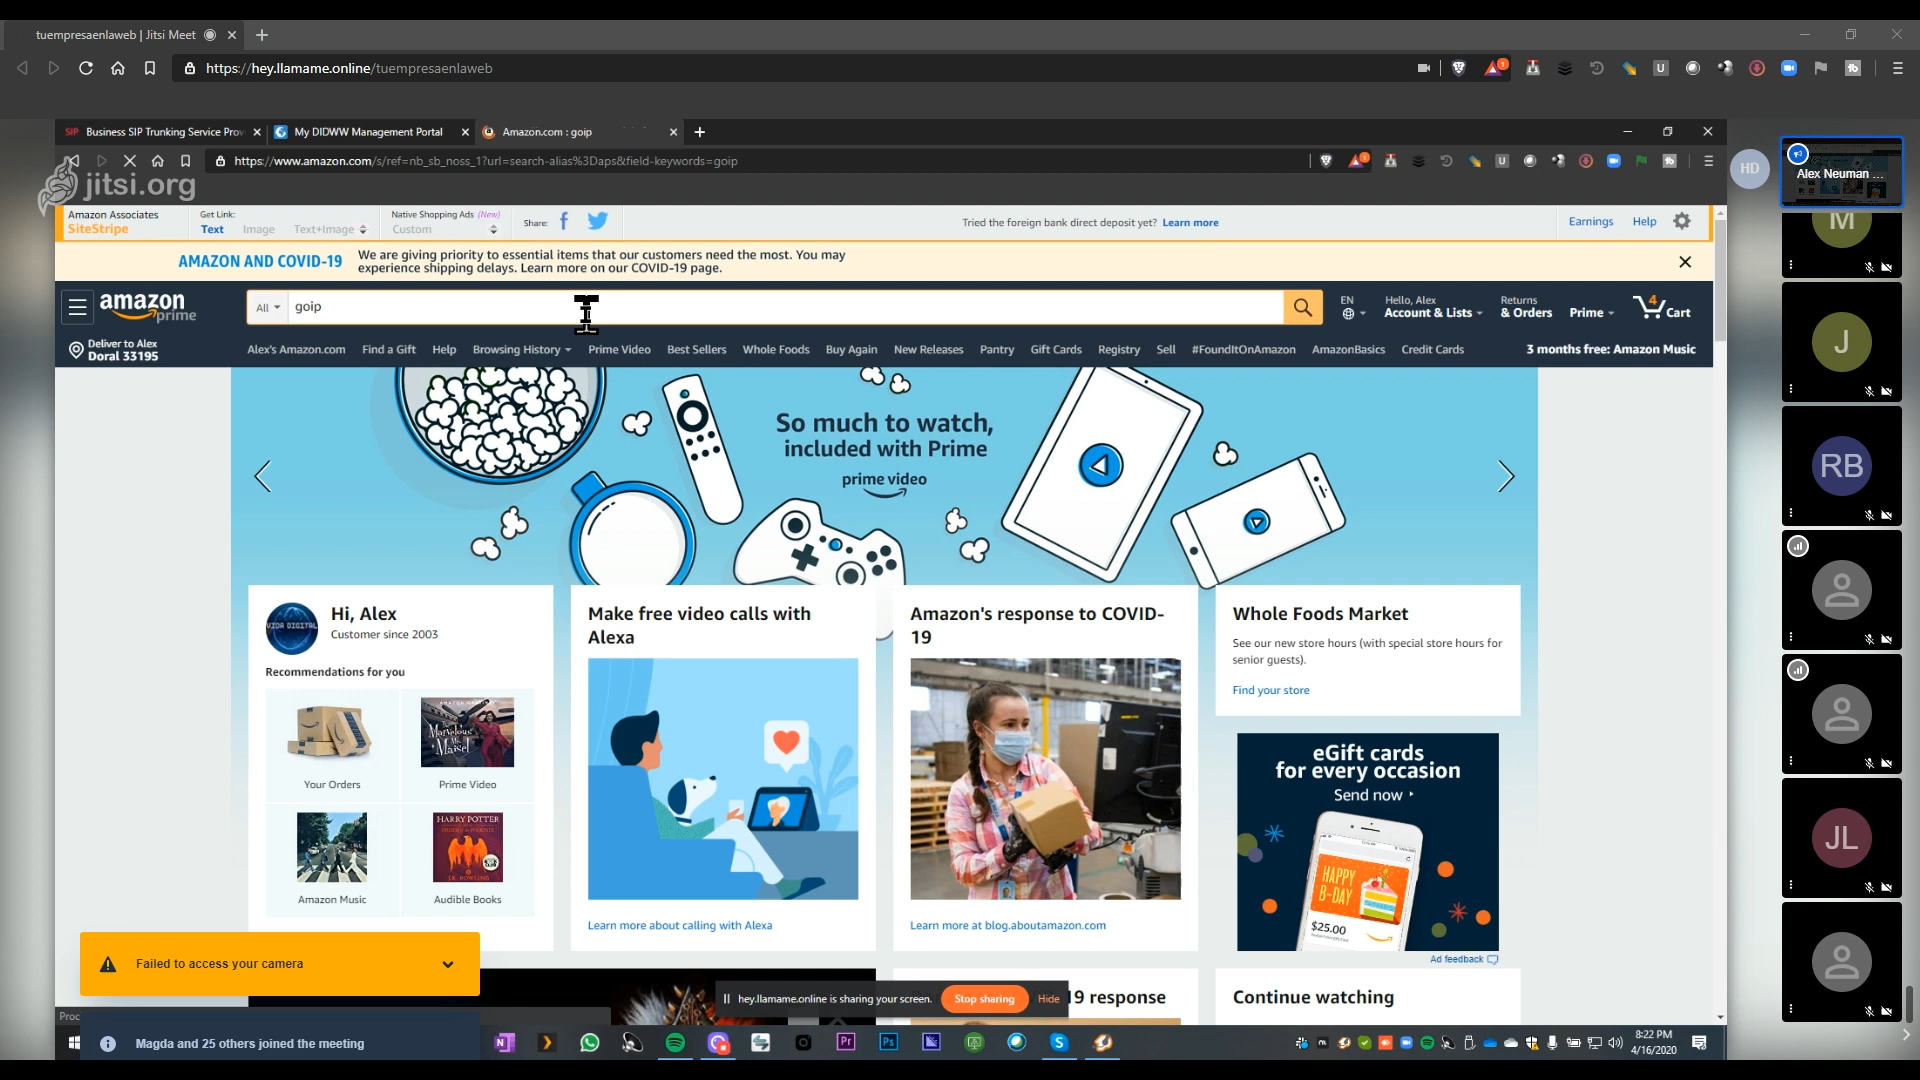 tuempresaenlaweb | Jitsi Meet
https://hey.llamame.online/tuempresaenlaweb
SIP Business SIP Trunking Service Prov
My DIDWW Management Portal
Amazon.com : goip
https://www.amazon.com/s/ref=nb_sb_noss_1?url=search-alias%3Daps&field-keywords=goip
jitsi.org
HD
Alex Neuman ...
Amazon Associates
SiteStripe
Get Link:
Text Image Text+Image
Native Shopping Ads (New)
Custom
Share:
Tried the foreign bank direct deposit yet? Learn more
Earnings Help
AMAZON AND COVID-19
We are giving priority to essential items that our customers need the most. You may
experience shipping delays. Learn more on our COVID-19 page.
amazon
prime
All
goip
EN
Hello, Alex
Account & Lists
Returns
& Orders
Prime
4
Cart
Deliver to Alex
Doral 33195
Alex's Amazon.com Find a Gift Help Browsing History Prime Video Best Sellers Whole Foods Buy Again New Releases Pantry Gift Cards Registry Sell #FoundItOnAmazon AmazonBasics Credit Cards
3 months free: Amazon Music
So much to watch,
included with Prime
prime video
M
J
RB
JL
Hi, Alex
Customer since 2003
VIDA DIGITAL
Recommendations for you
Your Orders
Prime Video
Amazon Music
Audible Books
Marvelous
Mrs.
Maisel
HARRY POTTER
J.K. ROWLING
Make free video calls with
Alexa
Learn more about calling with Alexa
Amazon's response to COVID-
19
Learn more at blog.aboutamazon.com
Whole Foods Market
See our new store hours (with special store hours for
senior guests).
Find your store
eGift cards
for every occasion
Send now
HAPPY
B-DAY
$25.00
Ad feedback
Failed to access your camera
hey.llamame.online is sharing your screen.
Stop sharing
Hide
19 response
Continue watching
Proc
Magda and 25 others joined the meeting
8:22 PM
4/16/2020